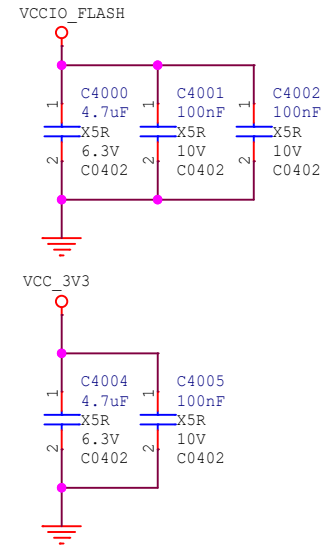 VCCIO_FLASH
1
2
C4000
4.7uF
X5R
6.3V
C0402
1
2
C4001
100nF
X5R
10V
C0402
1
2
C4002
100nF
X5R
10V
C0402
VCC_3V3
1
2
C4004
4.7uF
X5R
6.3V
C0402
1
2
C4005
100nF
X5R
10V
C0402